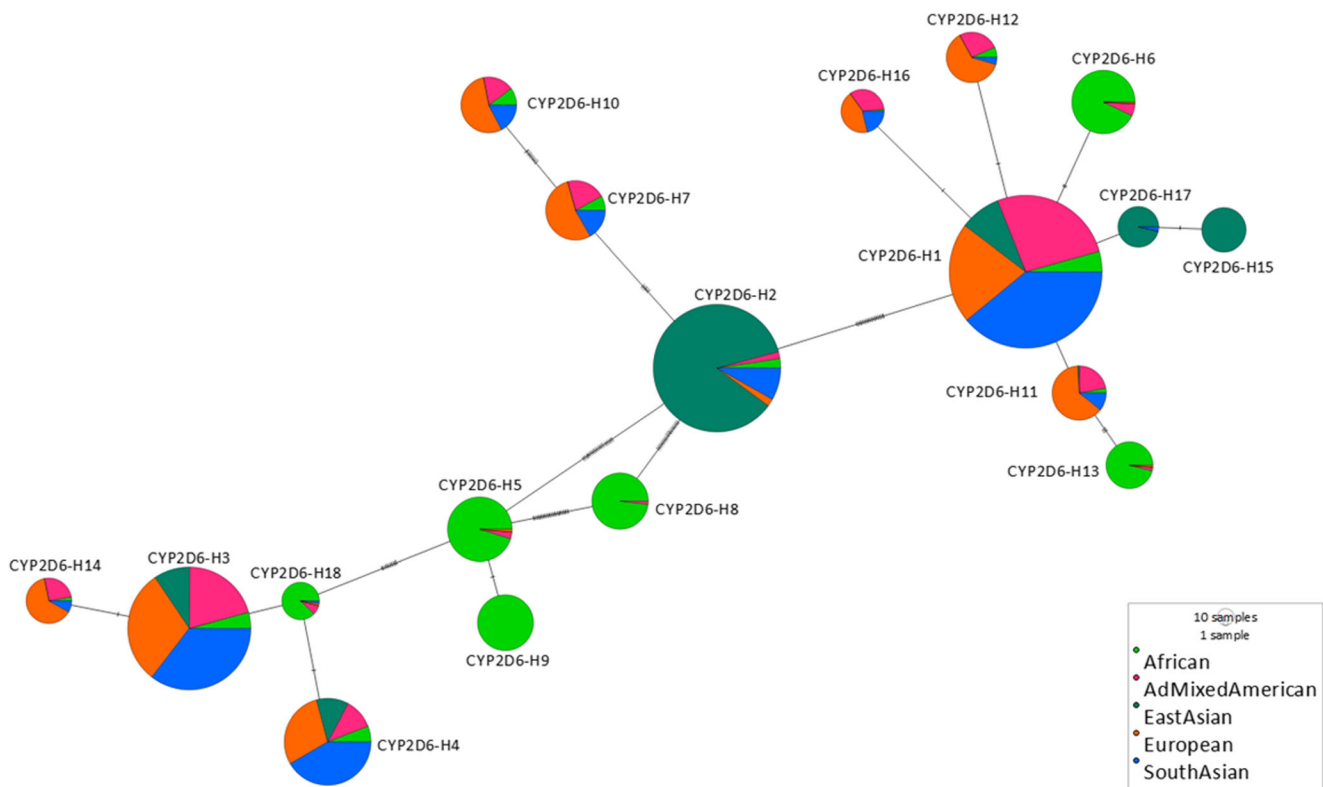 CYP2D6-H12
CYP2D6-H6
CYP2D6-H16
CYP2D6-H10
CYP2D6-H7
CYP2D6-H17
CYP2D6-H1
CYP2D6-H15
CYP2D6-H2
CYP2D6-H11
CYP2D6-H13
CYP2D6-H5
CYP2D6-H8
CYP2D6-H3
CYP2D6-H14
CYP2D6-H18
CYP2D6-H9
CYP2D6-H4
10 samples
1 sample
African
AdMixedAmerican
EastAsian
European
SouthAsian